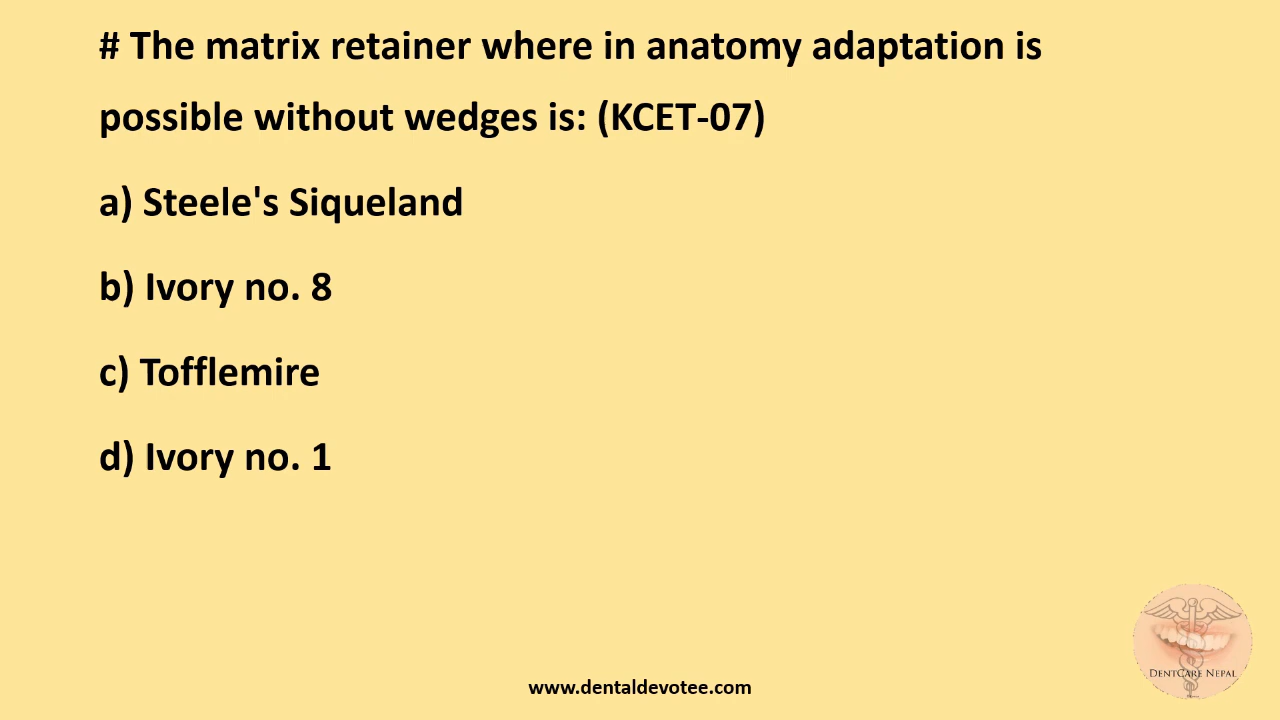 # The matrix retainer where in anatomy adaptation is
possible without wedges is: (KCET-07)
a) Steele's Siqueland
b) Ivory no. 8
c) Tofflemire
d) Ivory no. 1
DENTCARE NEPAL
www.dentaldevotee.com